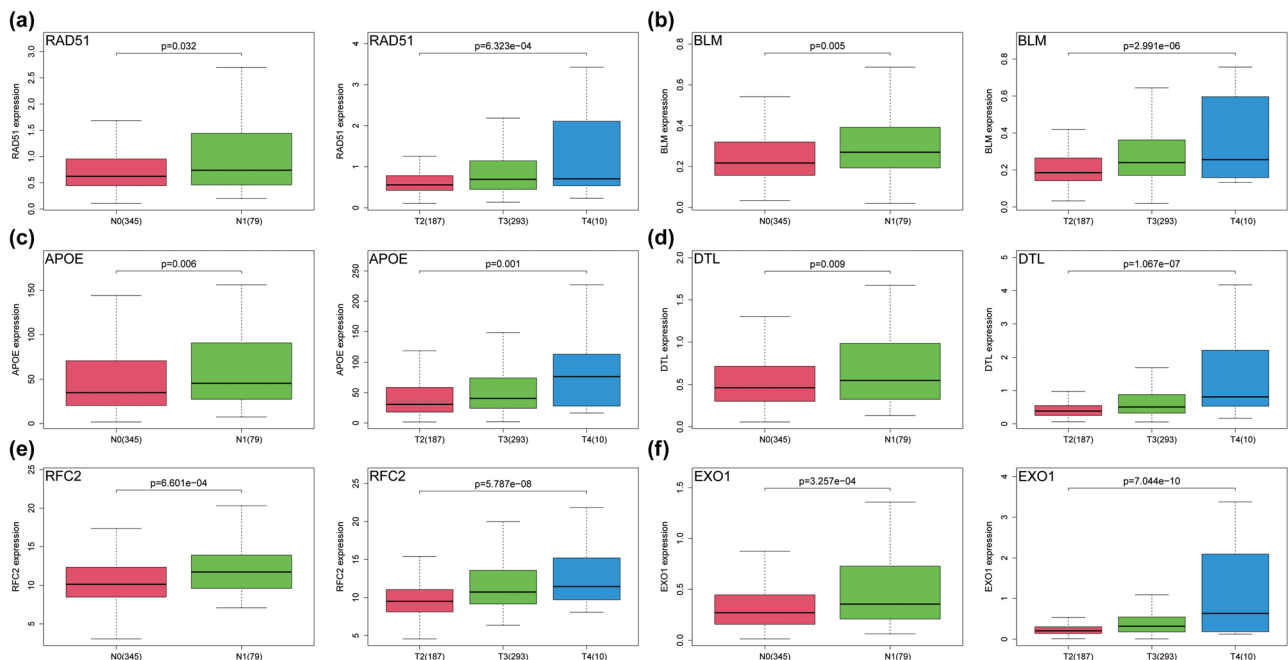 (a)
RAD51
p=0.032
RAD51 expression
3.0
2.5
2.0
1.5
1.0
0.5
0.0
N0(345)
N1(79)
RAD51
p=6.323e−04
RAD51 expression
4
3
2
1
0
T2(187)
T3(293)
T4(10)
(b)
BLM
p=0.005
BLM expression
0.8
0.6
0.4
0.2
0.0
N0(345)
N1(79)
BLM
p=2.991e−06
BLM expression
0.8
0.6
0.4
0.2
0.0
T2(187)
T3(293)
T4(10)
(c)
APOE
p=0.006
APOE expression
150
100
50
0
N0(345)
N1(79)
APOE
p=0.001
APOE expression
250
200
150
100
50
0
T2(187)
T3(293)
T4(10)
(d)
DTL
p=0.009
DTL expression
2.0
1.5
1.0
0.5
0.0
N0(345)
N1(79)
DTL
p=1.067e−07
DTL expression
5
4
3
2
1
0
T2(187)
T3(293)
T4(10)
(e)
RFC2
p=6.601e−04
RFC2 expression
25
20
15
10
5
N0(345)
N1(79)
RFC2
p=5.787e−08
RFC2 expression
25
20
15
10
5
T2(187)
T3(293)
T4(10)
(f)
EXO1
p=3.257e−04
EXO1 expression
1.5
1.0
0.5
0.0
N0(345)
N1(79)
EXO1
p=7.044e−10
EXO1 expression
4
3
2
1
0
T2(187)
T3(293)
T4(10)